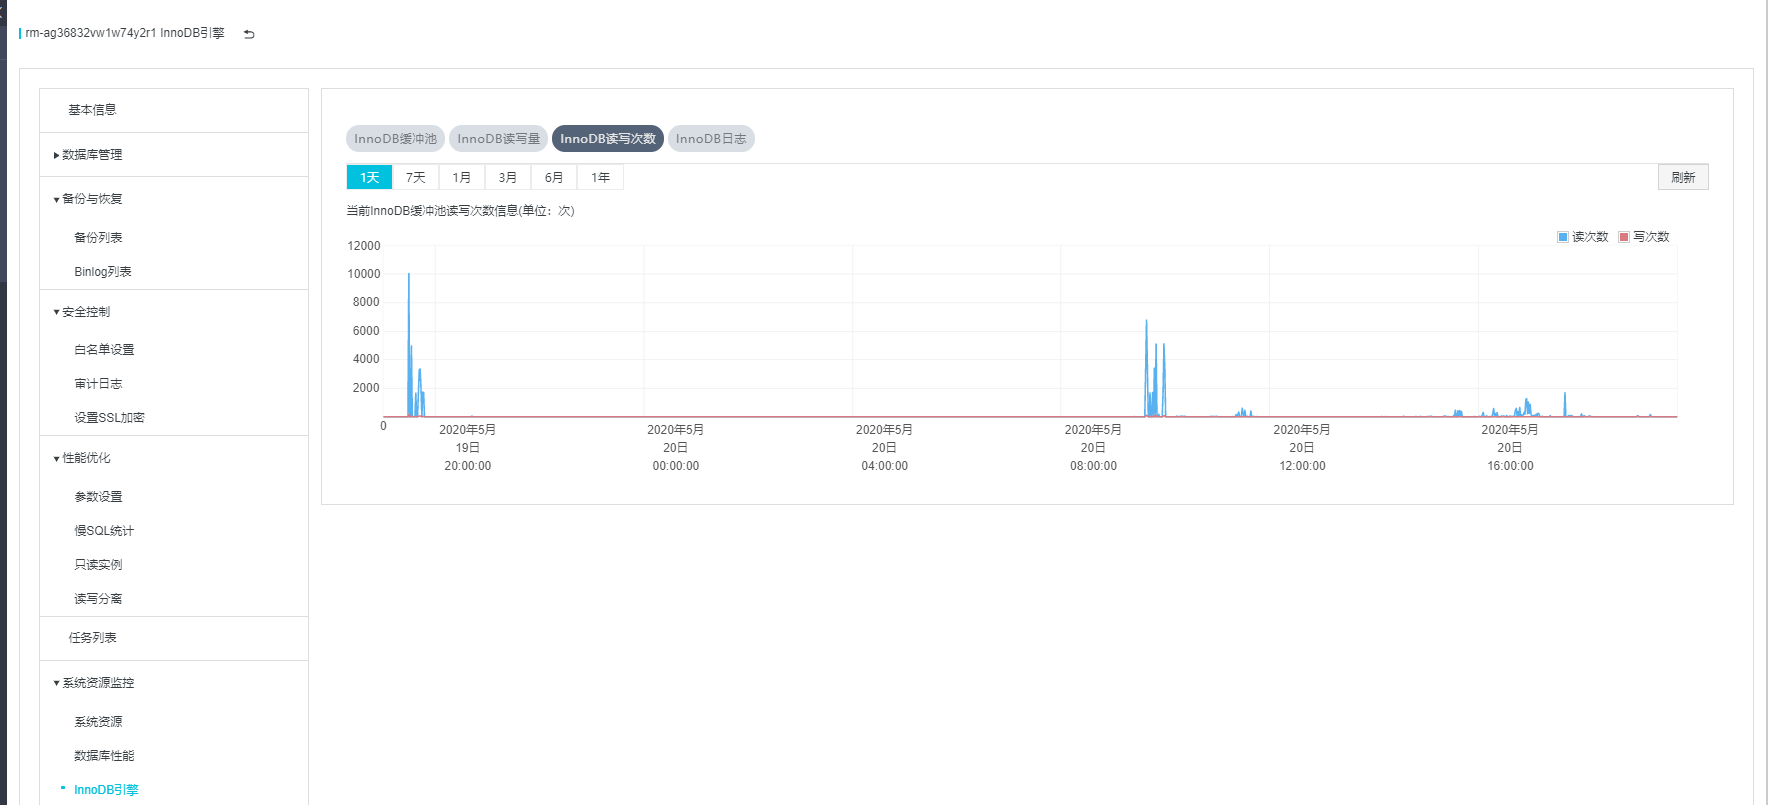 rm-ag36832vw1w74y2r1 InnoDB引擎
基本信息
数据库管理
备份与恢复
备份列表
Binlog列表
安全控制
白名单设置
审计日志
设置SSL加密
性能优化
参数设置
慢SQL统计
只读实例
读写分离
任务列表
系统资源监控
系统资源
数据库性能
InnoDB引擎
InnoDB缓冲池 InnoDB读写量 InnoDB读写次数 InnoDB日志
1天 7天 1月 3月 6月 1年 刷新
当前InnoDB缓冲池读写次数信息(单位：次)
读次数 写次数
12000
10000
8000
6000
4000
2000
0
2020年5月 2020年5月 2020年5月 2020年5月 2020年5月 2020年5月
19日 20日 20日 20日 20日 20日
20:00:00 00:00:00 04:00:00 08:00:00 12:00:00 16:00:00